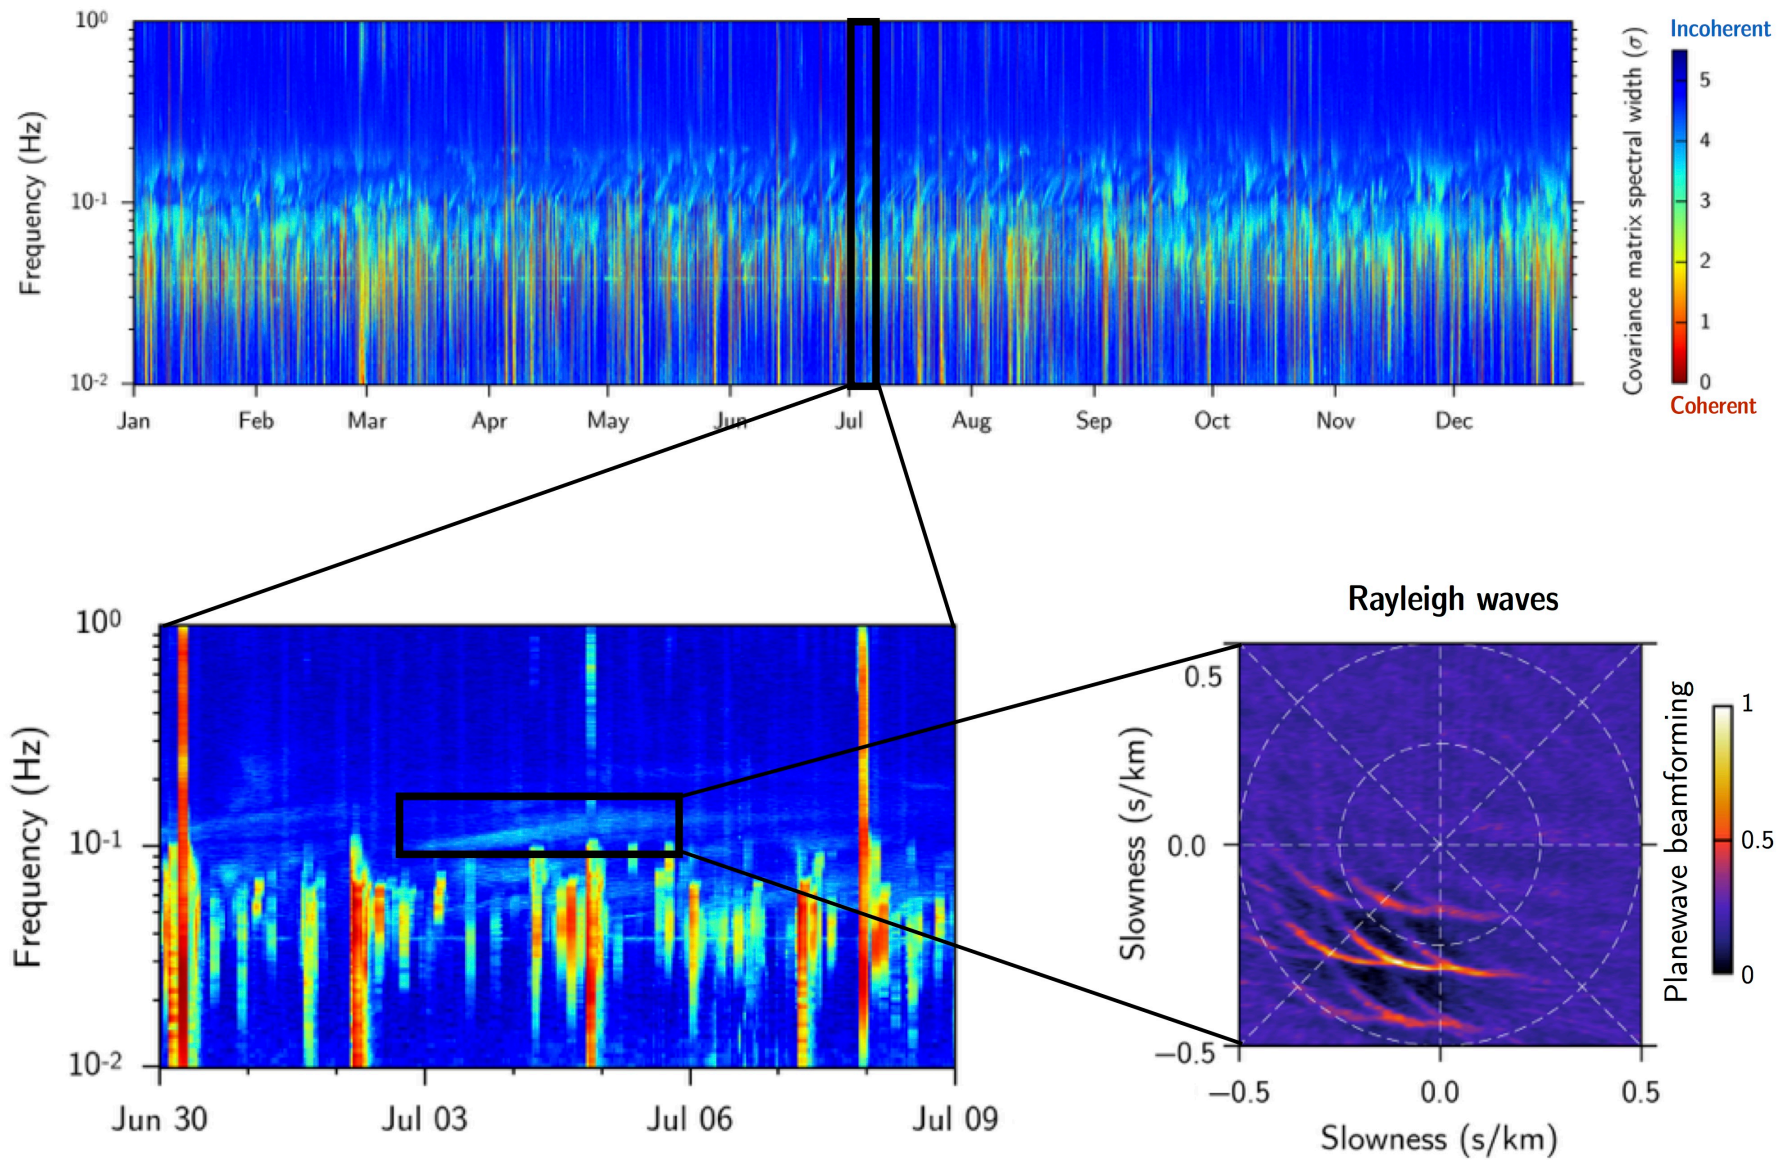 Incoherent
10⁰
10⁻¹
10⁻²
Frequency (Hz)
Jan Feb Mar Apr May Jun Jul Aug Sep Oct Nov Dec
Covariance matrix spectral width (σ)
5
4
3
2
1
0
Coherent
10⁰
10⁻¹
10⁻²
Frequency (Hz)
Jun 30 Jul 03 Jul 06 Jul 09
Rayleigh waves
0.5
0.0
−0.5
Slowness (s/km)
−0.5 0.0 0.5
Slowness (s/km)
Planewave beamforming
1
0.5
0